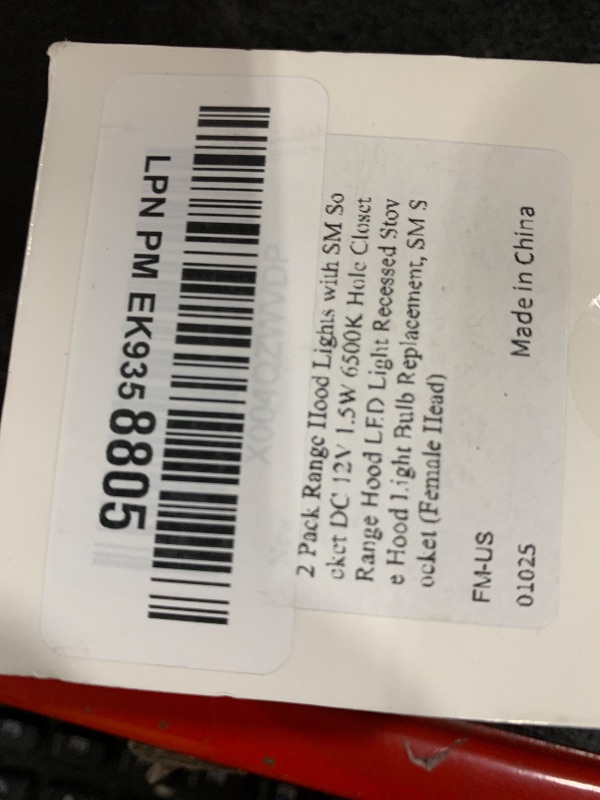 LPN PM EK9358805
X004QZWVDP
2 Pack Range Hood Lights with SM So
cket DC 12V 1.5W 6500K Hole Closet
Range Hood LED Light Recessed Stov
e Hood Light Bulb Replacement, SM S
ocket (Female Head)
FM-US
01025
Made in China